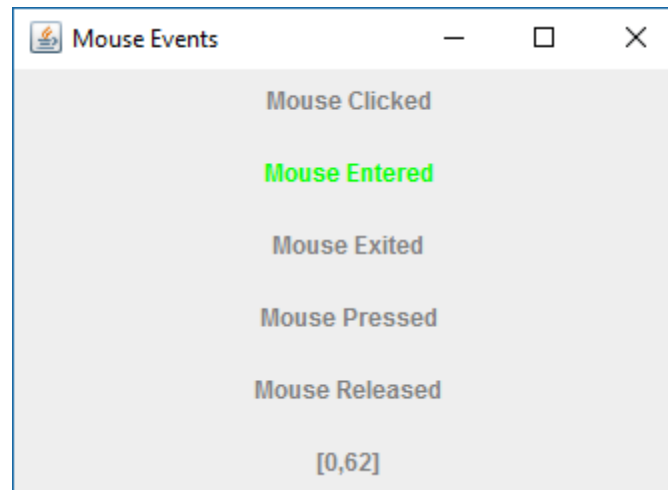 Mouse Events
Mouse Clicked
Mouse Entered
Mouse Exited
Mouse Pressed
Mouse Released
[0,62]